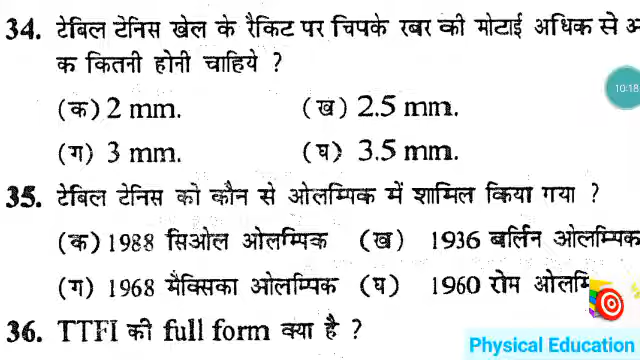 34. टेबिल टेनिस खेल के रैकिट पर चिपके रबर की मोटाई अधिक से अ
क कितनी होनी चाहिये ?
10:18
(क) 2 mm. (ख) 2.5 mm.
(ग) 3 mm. (घ) 3.5 mm.
35. टेबिल टेनिस को कौन से ओलम्पिक में शामिल किया गया ?
(क) 1988 सिओल ओलम्पिक (ख) 1936 बर्लिन ओलम्पिक
(ग) 1968 मैक्सिका ओलम्पिक (घ) 1960 रोम ओलम्पि
36. TTFI की full form क्या है ?
Physical Education